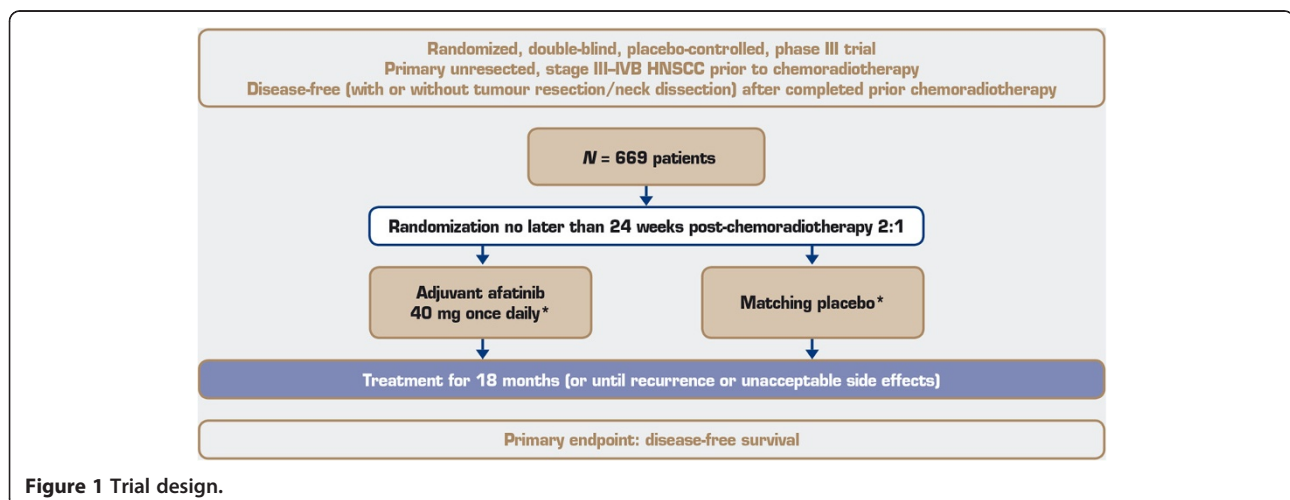 Randomized, double-blind, placebo-controlled, phase III trial
Primary unresected, stage III–IVB HNSCC prior to chemoradiotherapy
Disease-free (with or without tumour resection/neck dissection) after completed prior chemoradiotherapy
N = 669 patients
Randomization no later than 24 weeks post-chemoradiotherapy 2:1
Adjuvant afatinib
40 mg once daily*
Matching placebo*
Treatment for 18 months (or until recurrence or unacceptable side effects)
Primary endpoint: disease-free survival
Figure 1 Trial design.